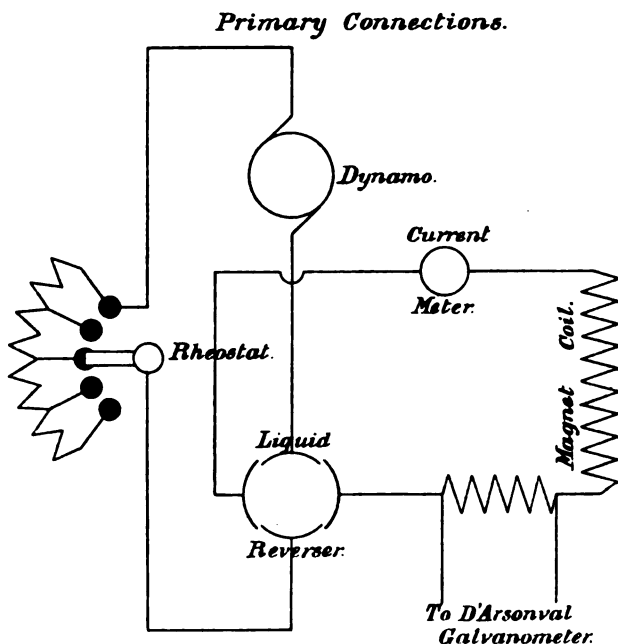 Primary Connections.
Dynamo.
Current
Meter.
Rheostat.
Magnet Coil.
Liquid
Reverser.
To D'Arsonval
Galvanometer.